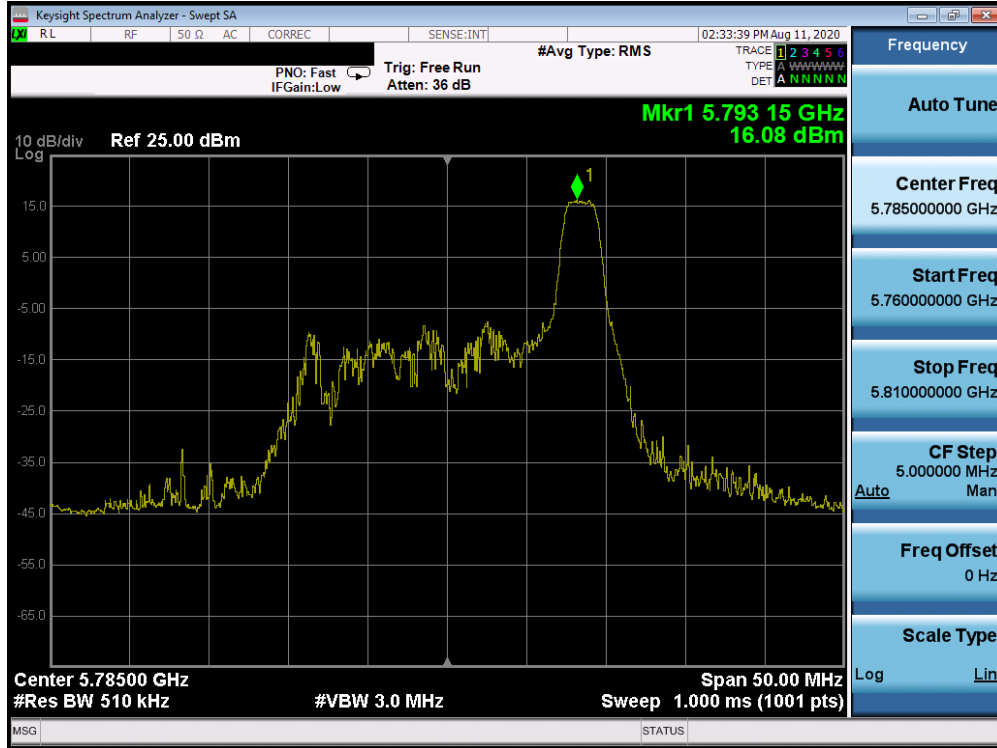 Keysight Spectrum Analyzer - Swept SA
LXI RL RF 50 Ω AC CORREC SENSE:INT 02:33:39 PM Aug 11, 2020
#Avg Type: RMS TRACE 1 2 3 4 5 6
PNO: Fast Trig: Free Run TYPE A WWWWW
IFGain:Low Atten: 36 dB DET A N N N N N
Mkr1 5.793 15 GHz
16.08 dBm
10 dB/div Ref 25.00 dBm
Log
1
15.0
5.00
-5.00
-15.0
-25.0
-35.0
-45.0
-55.0
-65.0
Center 5.78500 GHz Span 50.00 MHz
#Res BW 510 kHz #VBW 3.0 MHz Sweep 1.000 ms (1001 pts)
MSG STATUS
Frequency
Auto Tune
Center Freq
5.785000000 GHz
Start Freq
5.760000000 GHz
Stop Freq
5.810000000 GHz
CF Step
5.000000 MHz
Auto Man
Freq Offset
0 Hz
Scale Type
Log Lin